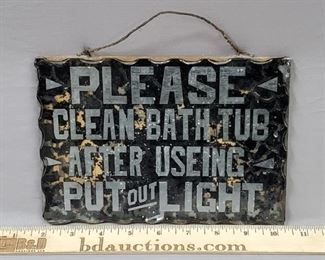 PLEASE
CLEAN BATH TUB
AFTER USEING
PUT OUT LIGHT
bdauctions.com